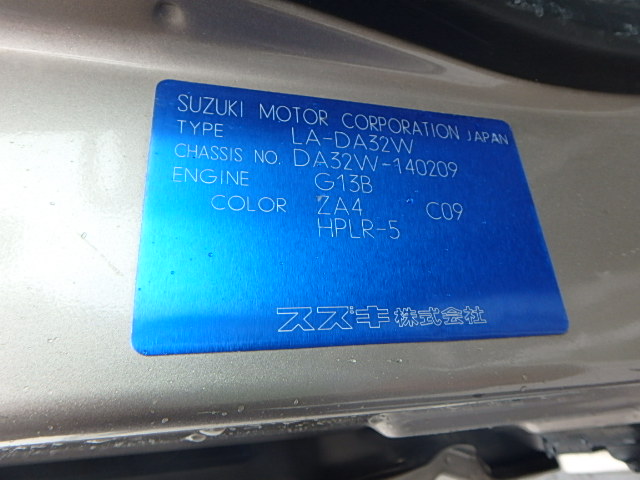 SUZUKI MOTOR CORPORATION JAPAN
TYPE LA-DA32W
CHASSIS NO. DA32W-140209
ENGINE G13B
COLOR ZA4 C09
HPLR-5
スズキ株式会社